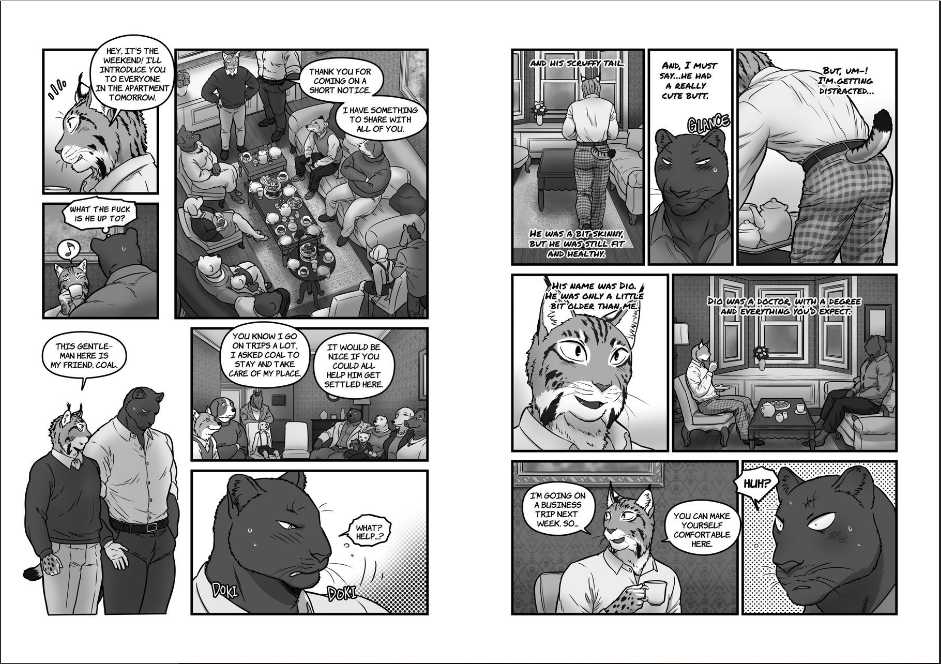 HEY, IT'S THE
WEEKEND! I'LL
INTRODUCE YOU
TO EVERYONE
IN THE APARTMENT
TOMORROW.
WHAT THE FUCK
IS HE UP TO?
THANK YOU FOR
COMING ON A
SHORT NOTICE.
I HAVE SOMETHING
TO SHARE WITH
ALL OF YOU.
THIS GENTLE-
MAN HERE IS
MY FRIEND, COAL.
YOU KNOW I GO
ON TRIPS A LOT.
I ASKED COAL TO
STAY AND TAKE
CARE OF MY PLACE.
IT WOULD BE
NICE IF YOU
COULD ALL
HELP HIM GET
SETTLED HERE.
WHAT?
HELP..?
DOKI
DOKI
AND HIS SCRUFFY TAIL.
HE WAS A BIT SKINNY,
BUT HE WAS STILL FIT
AND HEALTHY.
AND, I MUST
SAY...HE HAD
A REALLY
CUTE BUTT.
GLANCE
BUT, UM-!
I'M GETTING
DISTRACTED...
HIS NAME WAS DIO.
HE WAS ONLY A LITTLE
BIT OLDER THAN ME.
DIO WAS A DOCTOR, WITH A DEGREE
AND EVERYTHING YOU'D EXPECT.
I'M GOING ON
A BUSINESS
TRIP NEXT
WEEK. SO...
YOU CAN MAKE
YOURSELF
COMFORTABLE
HERE.
HUH?